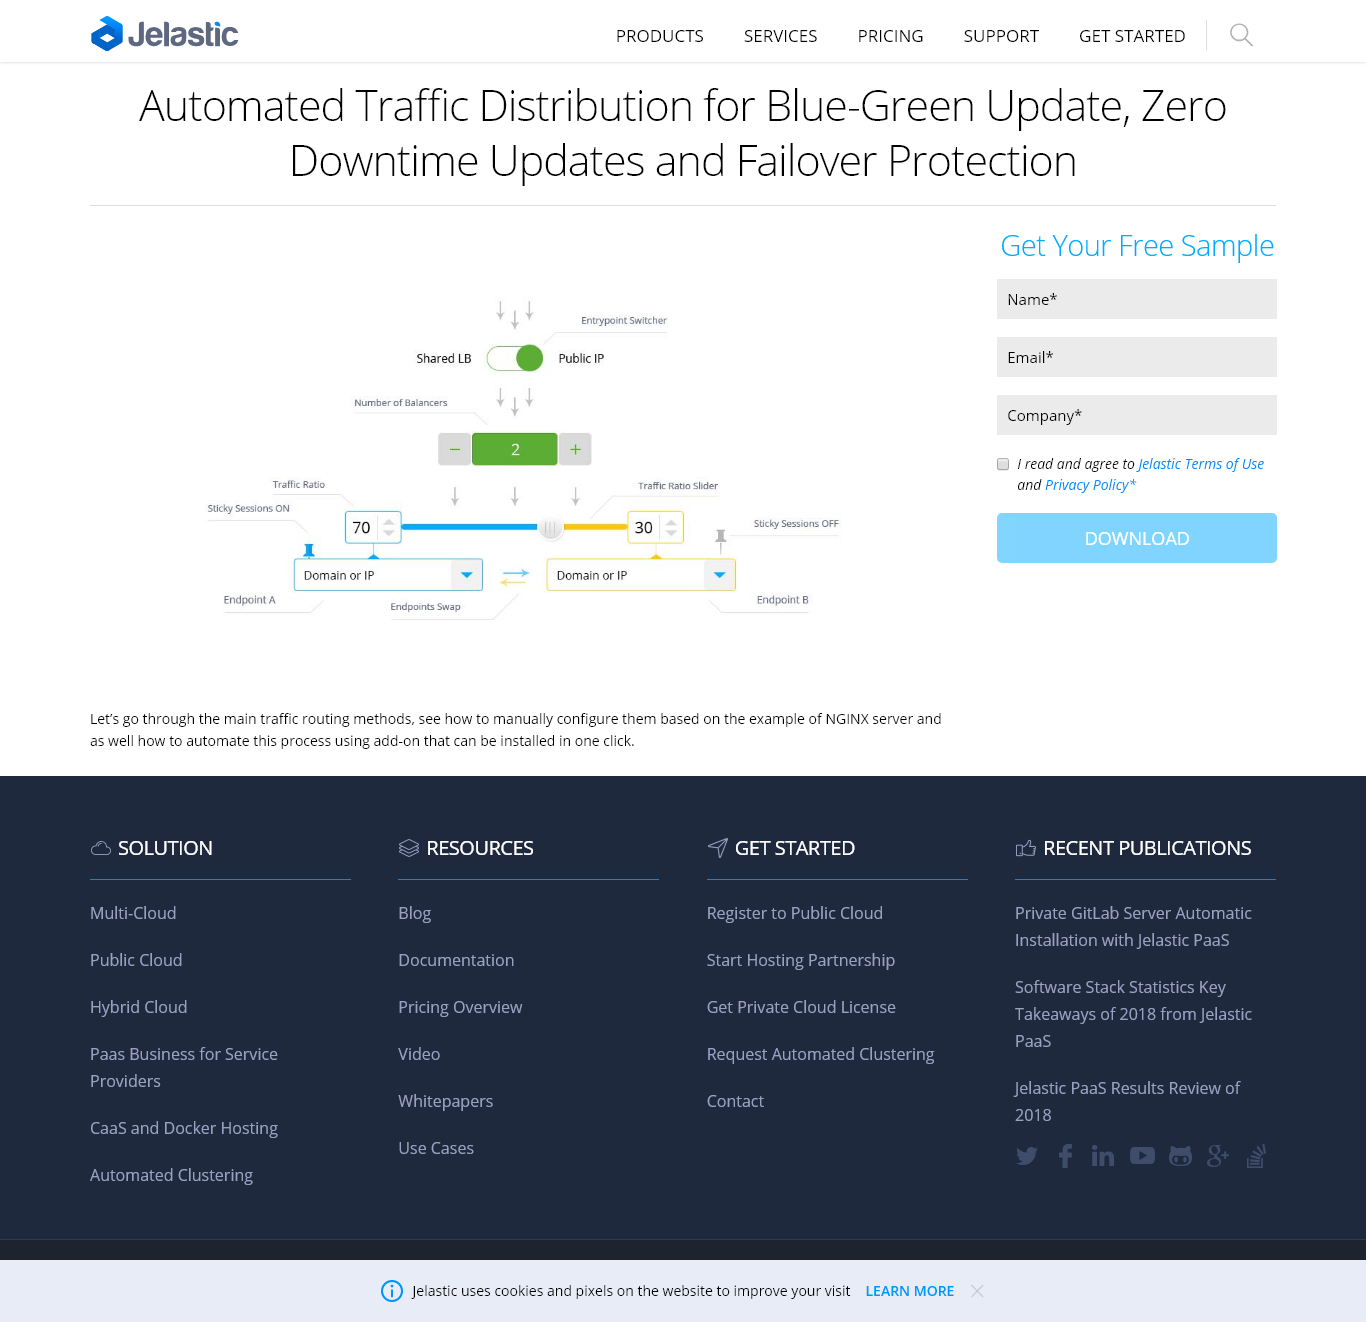 Jelastic
PRODUCTS SERVICES PRICING SUPPORT GET STARTED
Automated Traffic Distribution for Blue-Green Update, Zero
Downtime Updates and Failover Protection
Entrypoint Switcher
Shared LB Public IP
Number of Balancers
− 2 +
Traffic Ratio
Traffic Ratio Slider
Sticky Sessions ON
70
30
Sticky Sessions OFF
Domain or IP
Domain or IP
Endpoint A
Endpoints Swap
Endpoint B
Let's go through the main traffic routing methods, see how to manually configure them based on the example of NGINX server and
as well how to automate this process using add-on that can be installed in one click.
Get Your Free Sample
Name*
Email*
Company*
I read and agree to Jelastic Terms of Use
and Privacy Policy*
DOWNLOAD
SOLUTION
Multi-Cloud
Public Cloud
Hybrid Cloud
Paas Business for Service
Providers
CaaS and Docker Hosting
Automated Clustering
RESOURCES
Blog
Documentation
Pricing Overview
Video
Whitepapers
Use Cases
GET STARTED
Register to Public Cloud
Start Hosting Partnership
Get Private Cloud License
Request Automated Clustering
Contact
RECENT PUBLICATIONS
Private GitLab Server Automatic
Installation with Jelastic PaaS
Software Stack Statistics Key
Takeaways of 2018 from Jelastic
PaaS
Jelastic PaaS Results Review of
2018
Jelastic uses cookies and pixels on the website to improve your visit LEARN MORE